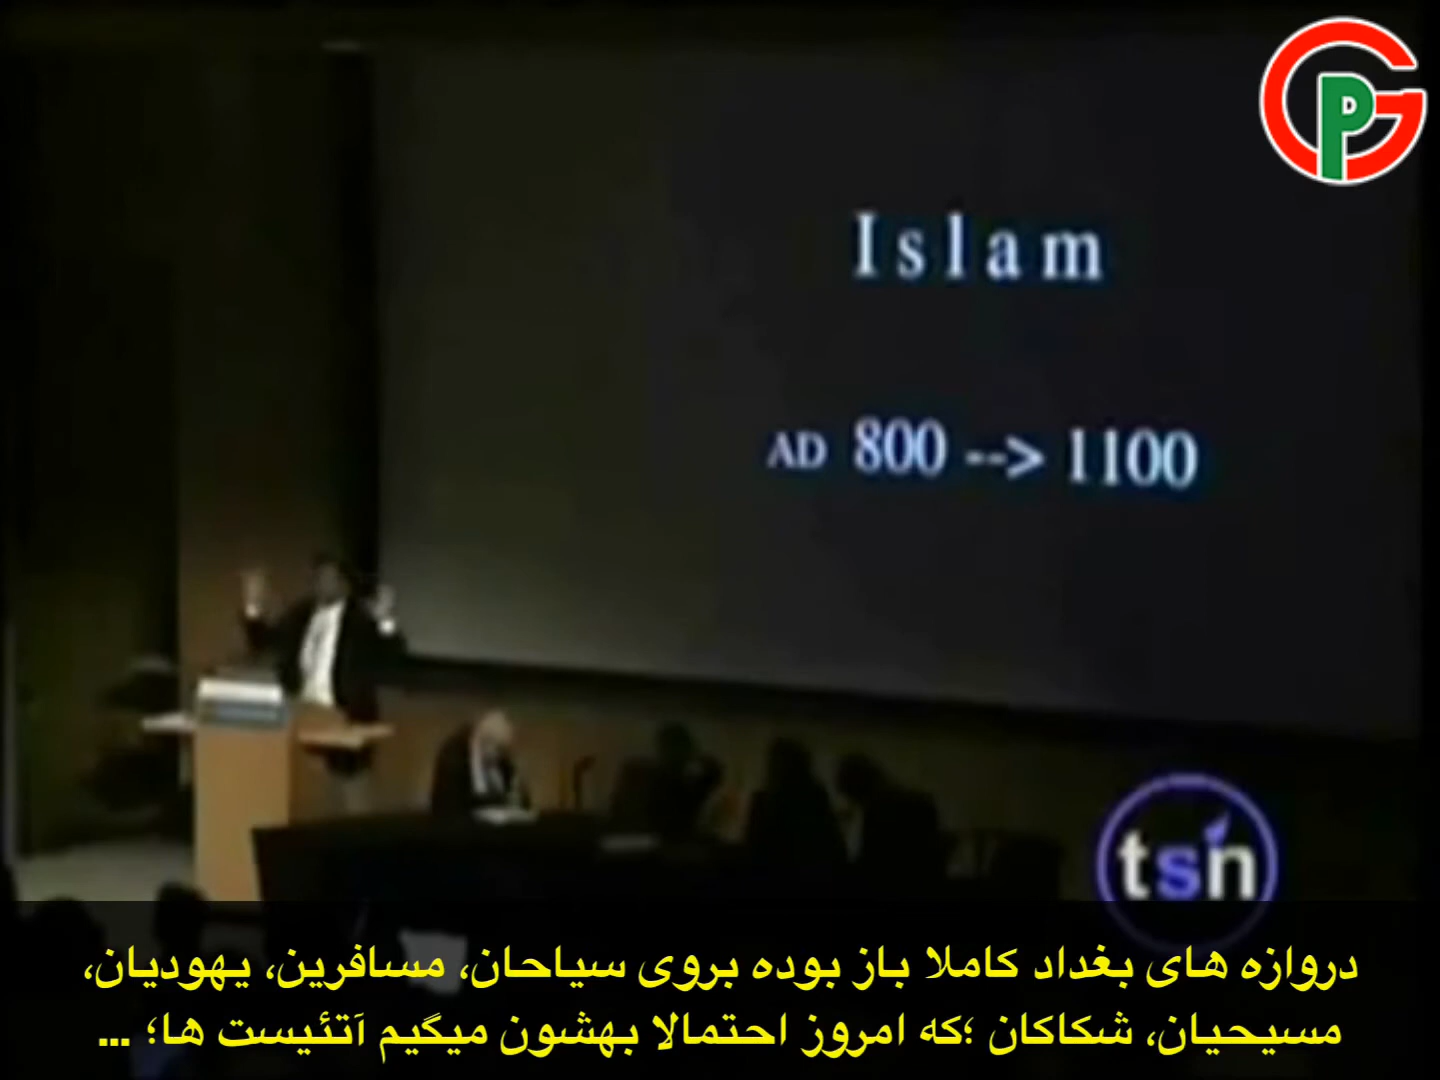 GP
Islam
AD 800 --> 1100
tsn
دروازه های بغداد کاملا باز بوده بروی سیاحان، مسافرین، یهودیان،
مسیحیان، شکاکان ؛که امروز احتمالا بهشون میگیم آتئیست ها؛ ...